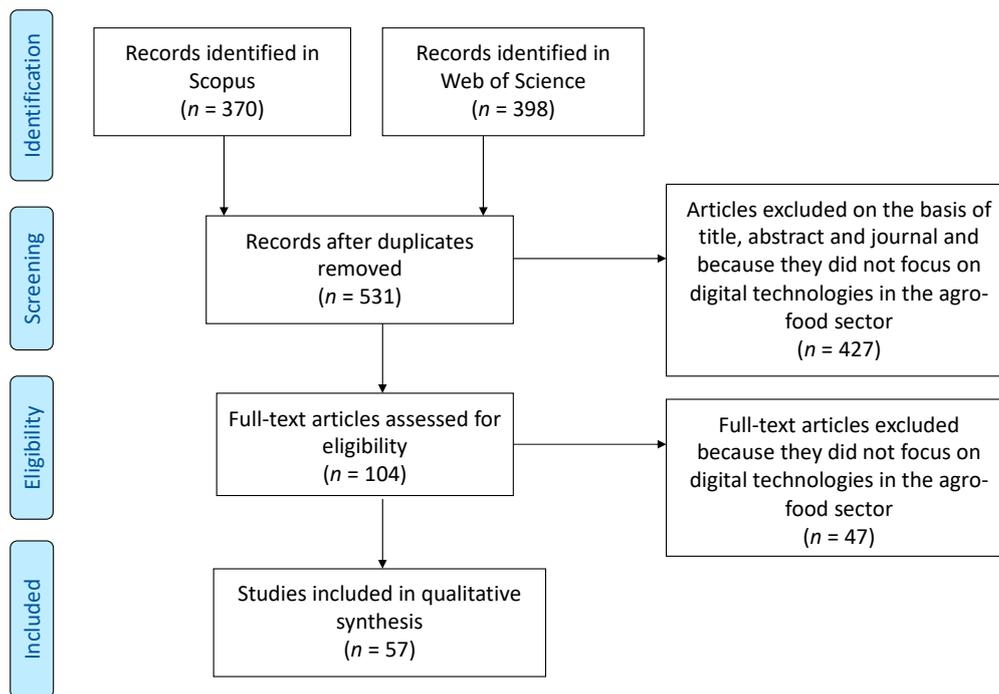 Identification
Records identified in
Scopus
(n = 370)
Records identified in
Web of Science
(n = 398)
Screening
Records after duplicates
removed
(n = 531)
Articles excluded on the basis of
title, abstract and journal and
because they did not focus on
digital technologies in the agro-
food sector
(n = 427)
Eligibility
Full-text articles assessed for
eligibility
(n = 104)
Full-text articles excluded
because they did not focus on
digital technologies in the agro-
food sector
(n = 47)
Included
Studies included in qualitative
synthesis
(n = 57)